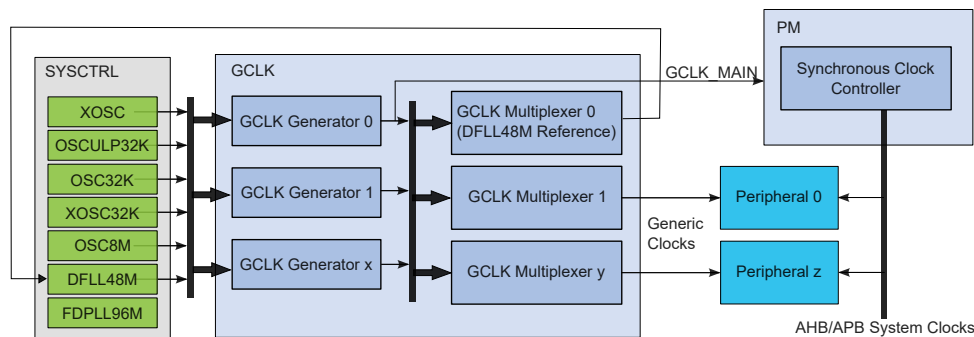 PM
SYSCTRL
GCLK
GCLK_MAIN
Synchronous Clock
Controller
XOSC
OSCULP32K
OSC32K
XOSC32K
OSC8M
DFLL48M
FDPLL96M
GCLK Generator 0
GCLK Generator 1
GCLK Generator x
GCLK Multiplexer 0
(DFLL48M Reference)
GCLK Multiplexer 1
GCLK Multiplexer y
Generic
Clocks
Peripheral 0
Peripheral z
AHB/APB System Clocks